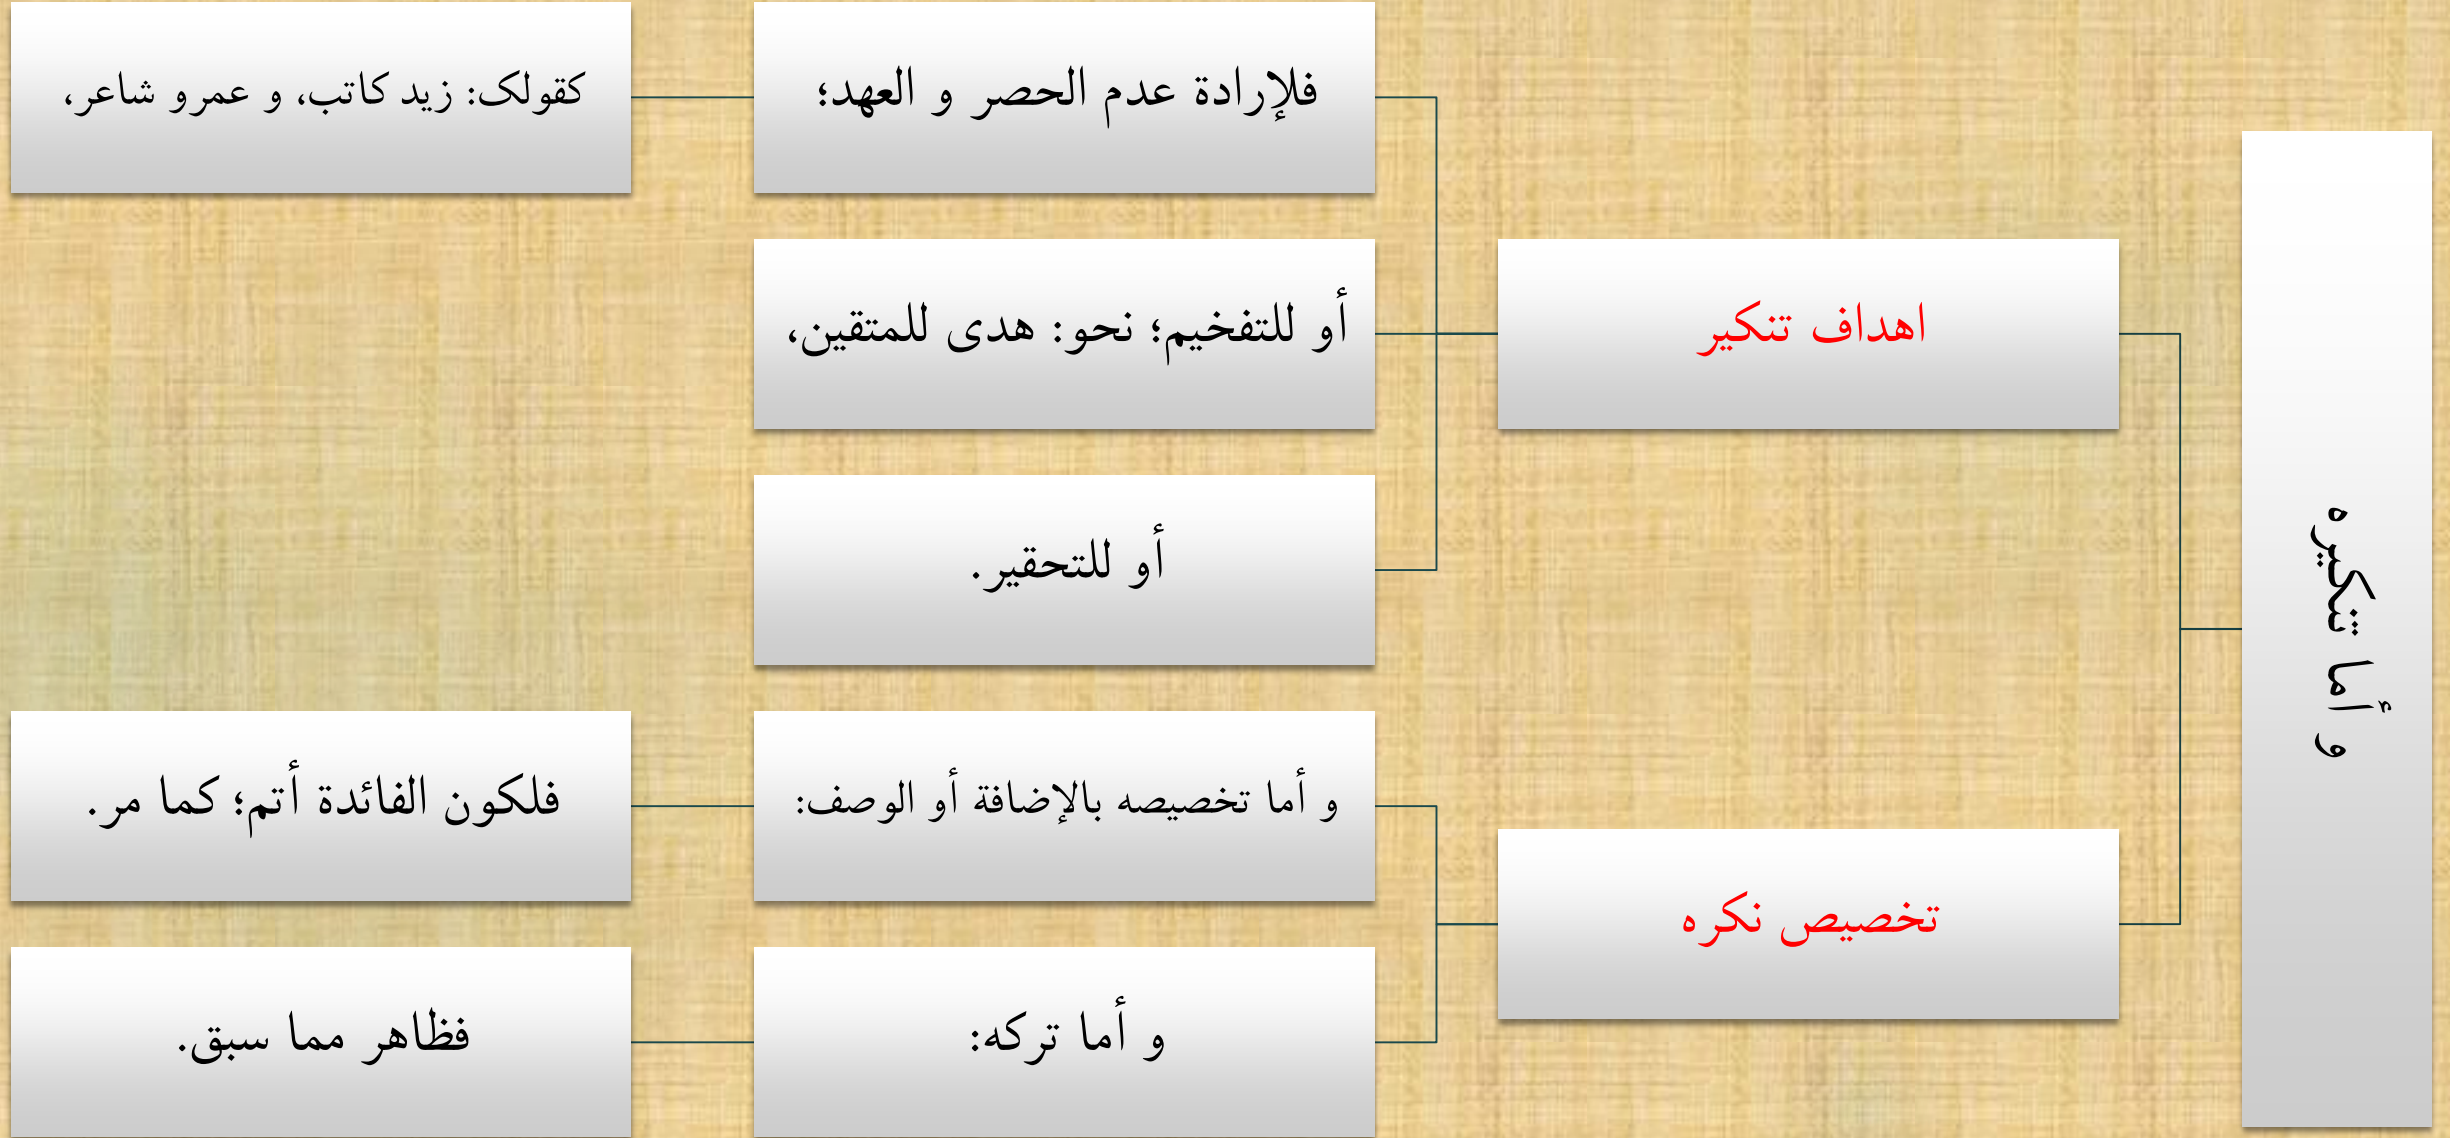 و أما تنكيره
اهداف تنكير
فلإرادة عدم الحصر و العهد؛
كقولک: زيد كاتب، و عمرو شاعر،
أو للتفخيم؛ نحو: هدى للمتقين،
أو للتحقير.
تخصيص نكره
و أما تخصيصه بالإضافة أو الوصف:
فلكون الفائدة أتم؛ كما مر.
و أما تركه:
فظاهر مما سبق.